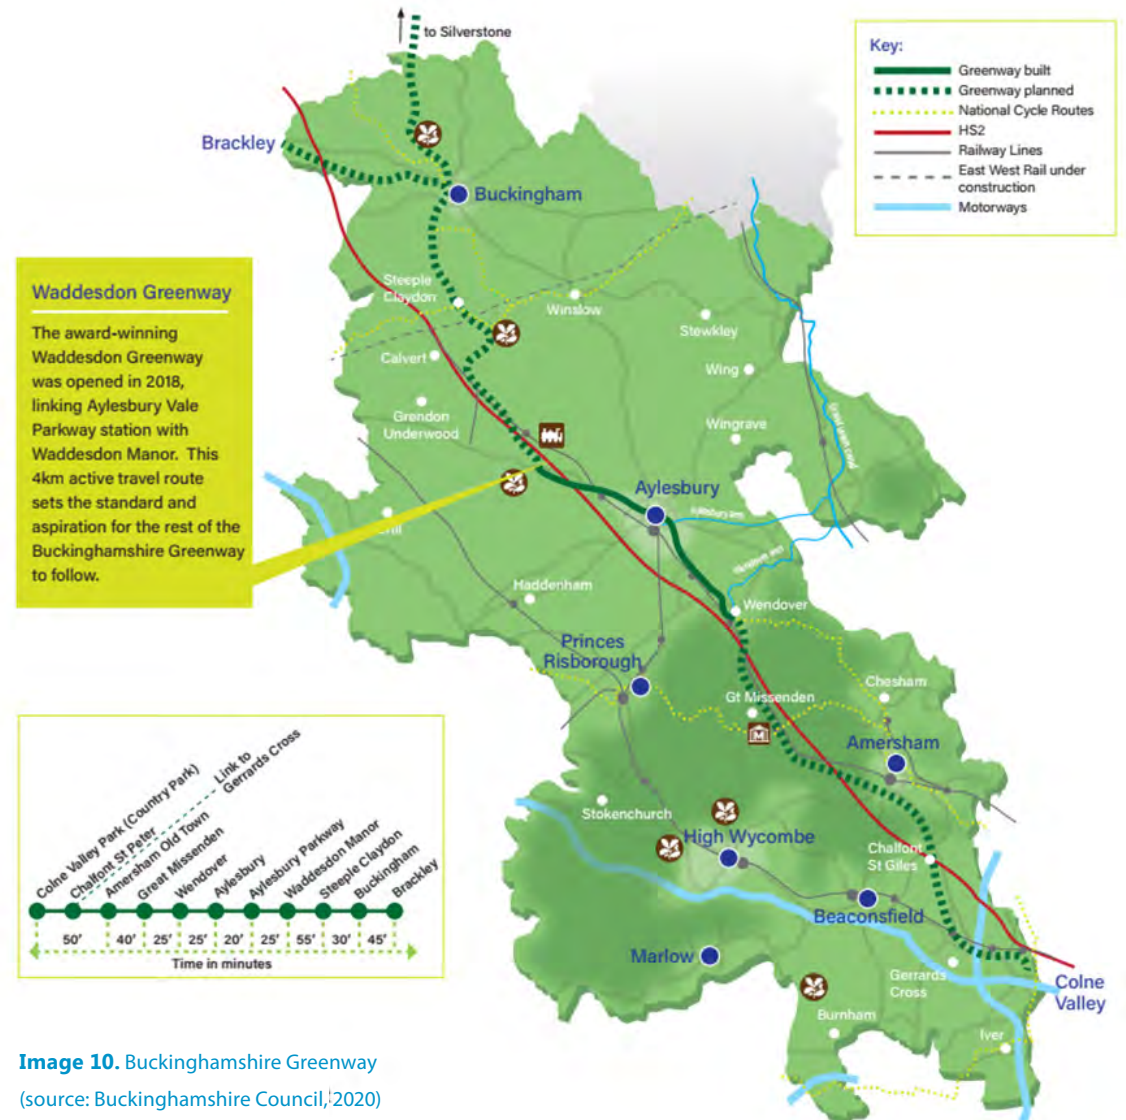 to Silverstone
Key:
Greenway built
Greenway planned
National Cycle Routes
HS2
Railway Lines
East West Rail under
construction
Motorways
Brackley
Buckingham
Waddesdon Greenway
The award-winning
Waddesdon Greenway
was opened in 2018,
linking Aylesbury Vale
Parkway station with
Waddesdon Manor. This
4km active travel route
sets the standard and
aspiration for the rest of the
Buckinghamshire Greenway
to follow.
Steeple
Claydon
Winslow
Stewkley
Calvert
Wing
Grendon
Underwood
Wingrave
Grand union canal
Aylesbury
Aylesbury arm
Wendover arm
Haddenham
Wendover
Princes
Risborough
Gt Missenden
Chesham
M
Amersham
Stokenchurch
High Wycombe
Chalfont
St Giles
Beaconsfield
Marlow
Gerrards
Cross
Colne
Valley
Burnham
Iver
Colne Valley Park (Country Park)
Chalfont St Peter
Link to
Gerrards Cross
Amersham Old Town
Great Missenden
Wendover
Aylesbury
Aylesbury Parkway
Waddesdon Manor
Steeple Claydon
Buckingham
Brackley
50' 40' 25' 25' 20' 25' 55' 30' 45'
Time in minutes
Image 10. Buckinghamshire Greenway
(source: Buckinghamshire Council, 2020)